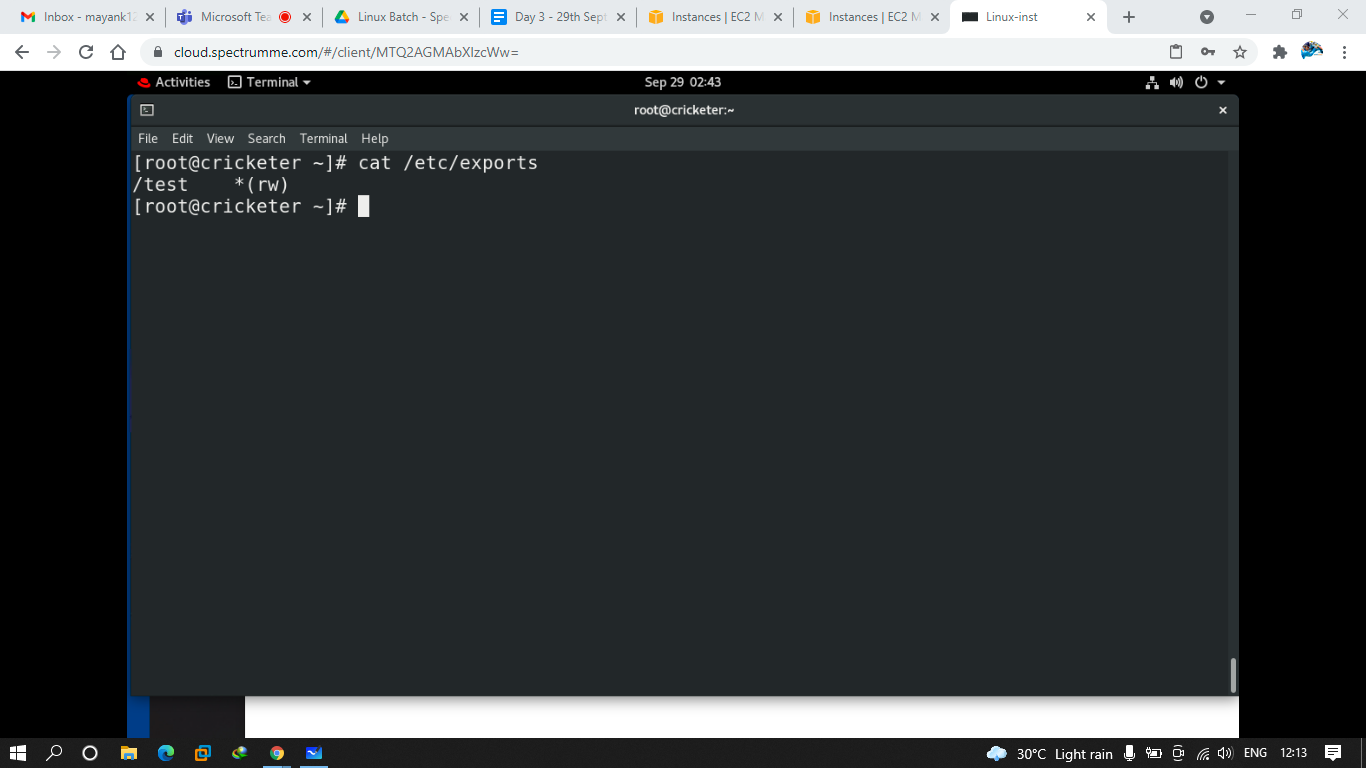 Inbox - mayank12
Microsoft Tea
Linux Batch - Spe
Day 3 - 29th Sept
Instances | EC2 M
Instances | EC2 M
Linux-inst
cloud.spectrumme.com/#/client/MTQ2AGMAbXlzcWw=
Activities
Terminal
Sep 29 02:43
root@cricketer:~
File Edit View Search Terminal Help
[root@cricketer ~]# cat /etc/exports
/test    *(rw)
[root@cricketer ~]#
30°C Light rain
ENG
12:13